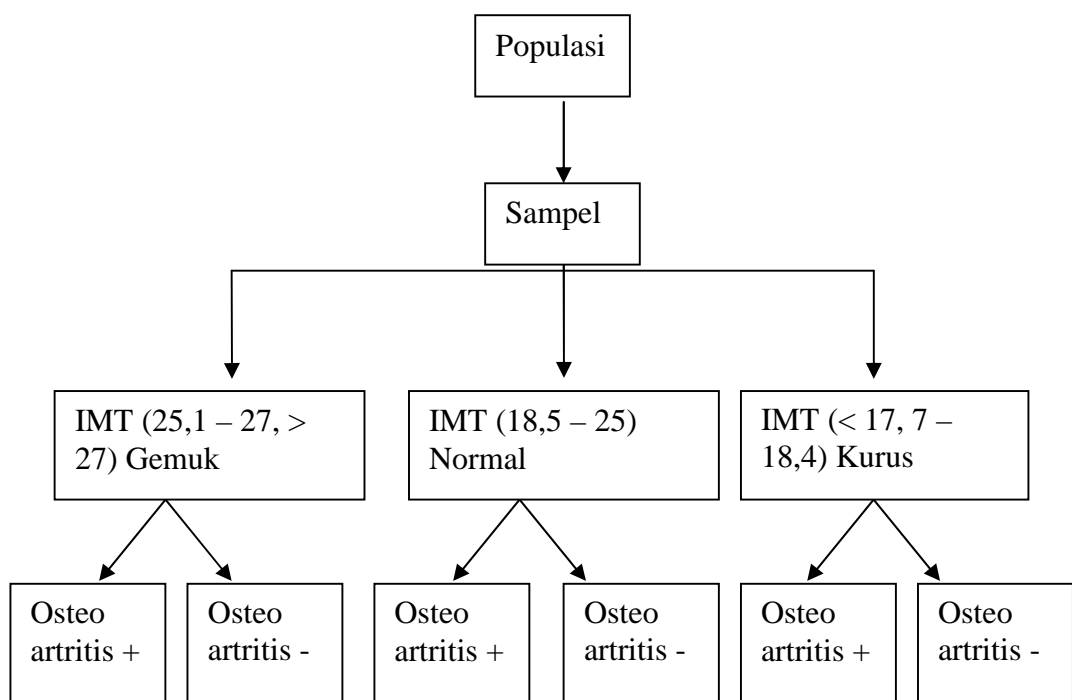 Populasi
Sampel
IMT (25,1 – 27, >
27) Gemuk
IMT (18,5 – 25)
Normal
IMT (< 17, 7 –
18,4) Kurus
Osteo
artritis +
Osteo
artritis -
Osteo
artritis +
Osteo
artritis -
Osteo
artritis +
Osteo
artritis -